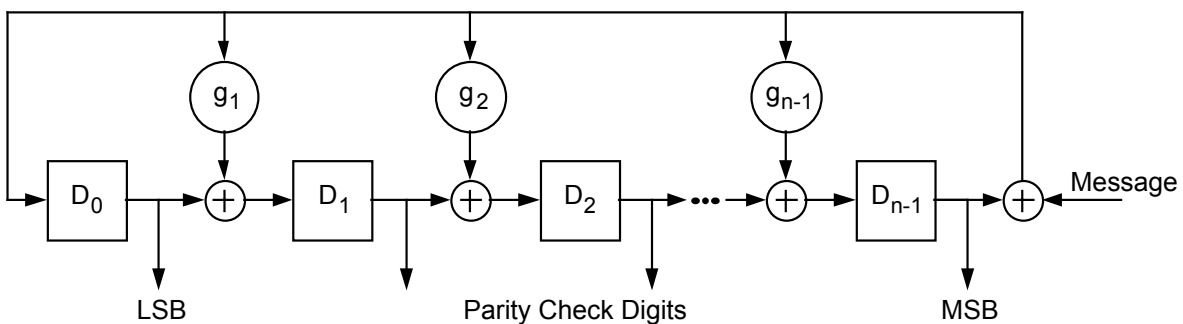 g1 g2 gn-1
D0 D1 D2 ••• Dn-1 Message
LSB Parity Check Digits MSB